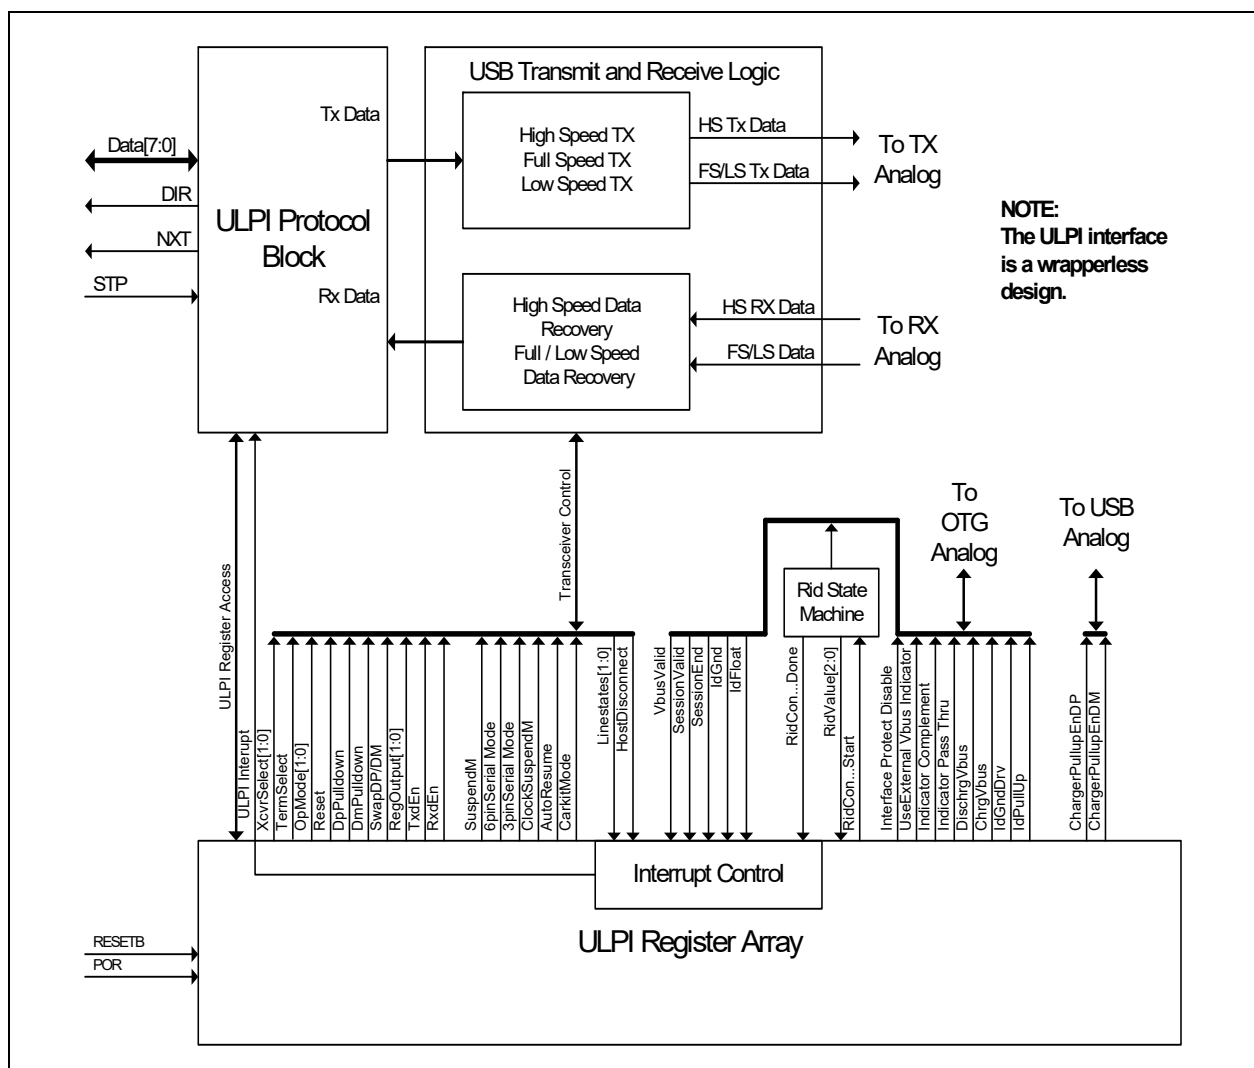 USB Transmit and Receive Logic
Tx Data
High Speed TX
Full Speed TX
Low Speed TX
HS Tx Data
FS/LS Tx Data
To TX
Analog
Data[7:0]
DIR
NXT
STP
ULPI Protocol
Block
Rx Data
High Speed Data
Recovery
Full / Low Speed
Data Recovery
HS RX Data
FS/LS Data
To RX
Analog
NOTE:
The ULPI interface
is a wrapperless
design.
ULPI Register Access
Transceiver Control
To
OTG
Analog
To USB
Analog
Rid State
Machine
ULPI Interupt
XcvrSelect[1:0]
TermSelect
OpMode[1:0]
Reset
DpPulldown
DmPulldown
SwapDP/DM
RegOutput[1:0]
TxdEn
RxdEn
SuspendM
6pinSerial Mode
3pinSerial Mode
ClockSuspendM
AutoResume
CarkitMode
Linestates[1:0]
HostDisconnect
VbusValid
SessionValid
SessionEnd
IdGnd
IdFloat
RidCon...Done
RidValue[2:0]
RidCon...Start
Interface Protect Disable
UseExternal Vbus Indicator
Indicator Complement
Indicator Pass Thru
DischrgVbus
ChrgVbus
IdGndDrv
IdPullUp
ChargerPullupEnDP
ChargerPullupEnDM
Interrupt Control
ULPI Register Array
RESETB
POR